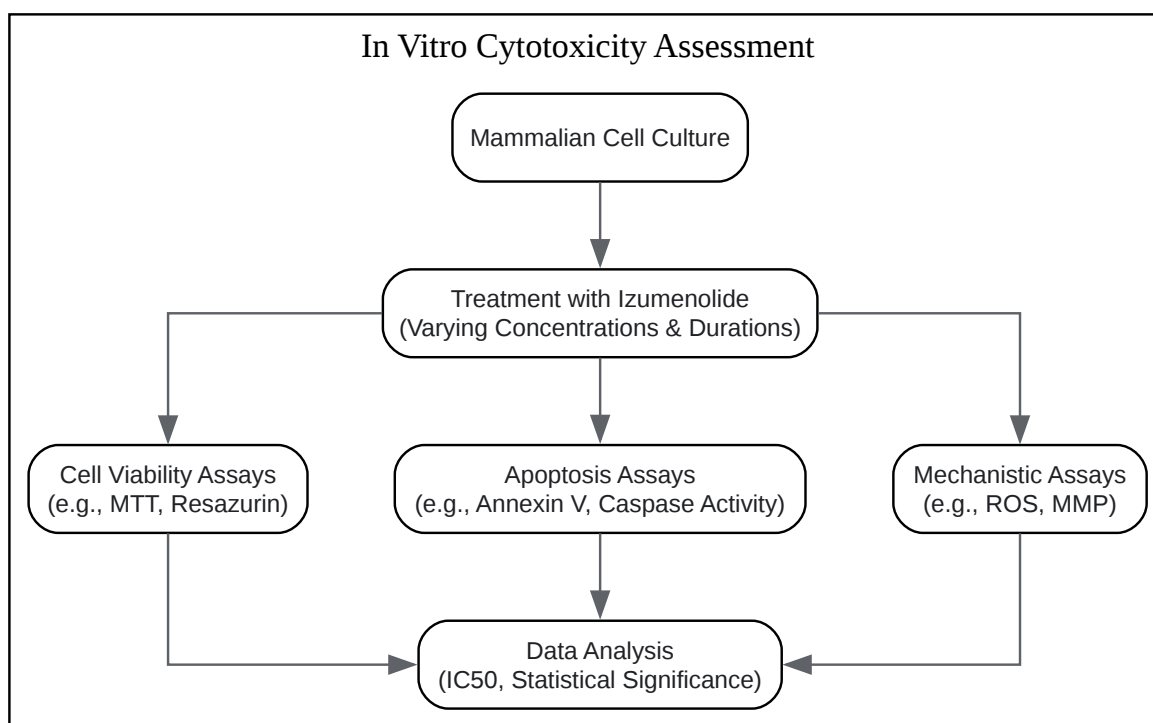 In Vitro Cytotoxicity Assessment
Mammalian Cell Culture
Treatment with Izumenolide
(Varying Concentrations & Durations)
Cell Viability Assays
(e.g., MTT, Resazurin)
Apoptosis Assays
(e.g., Annexin V, Caspase Activity)
Mechanistic Assays
(e.g., ROS, MMP)
Data Analysis
(IC50, Statistical Significance)